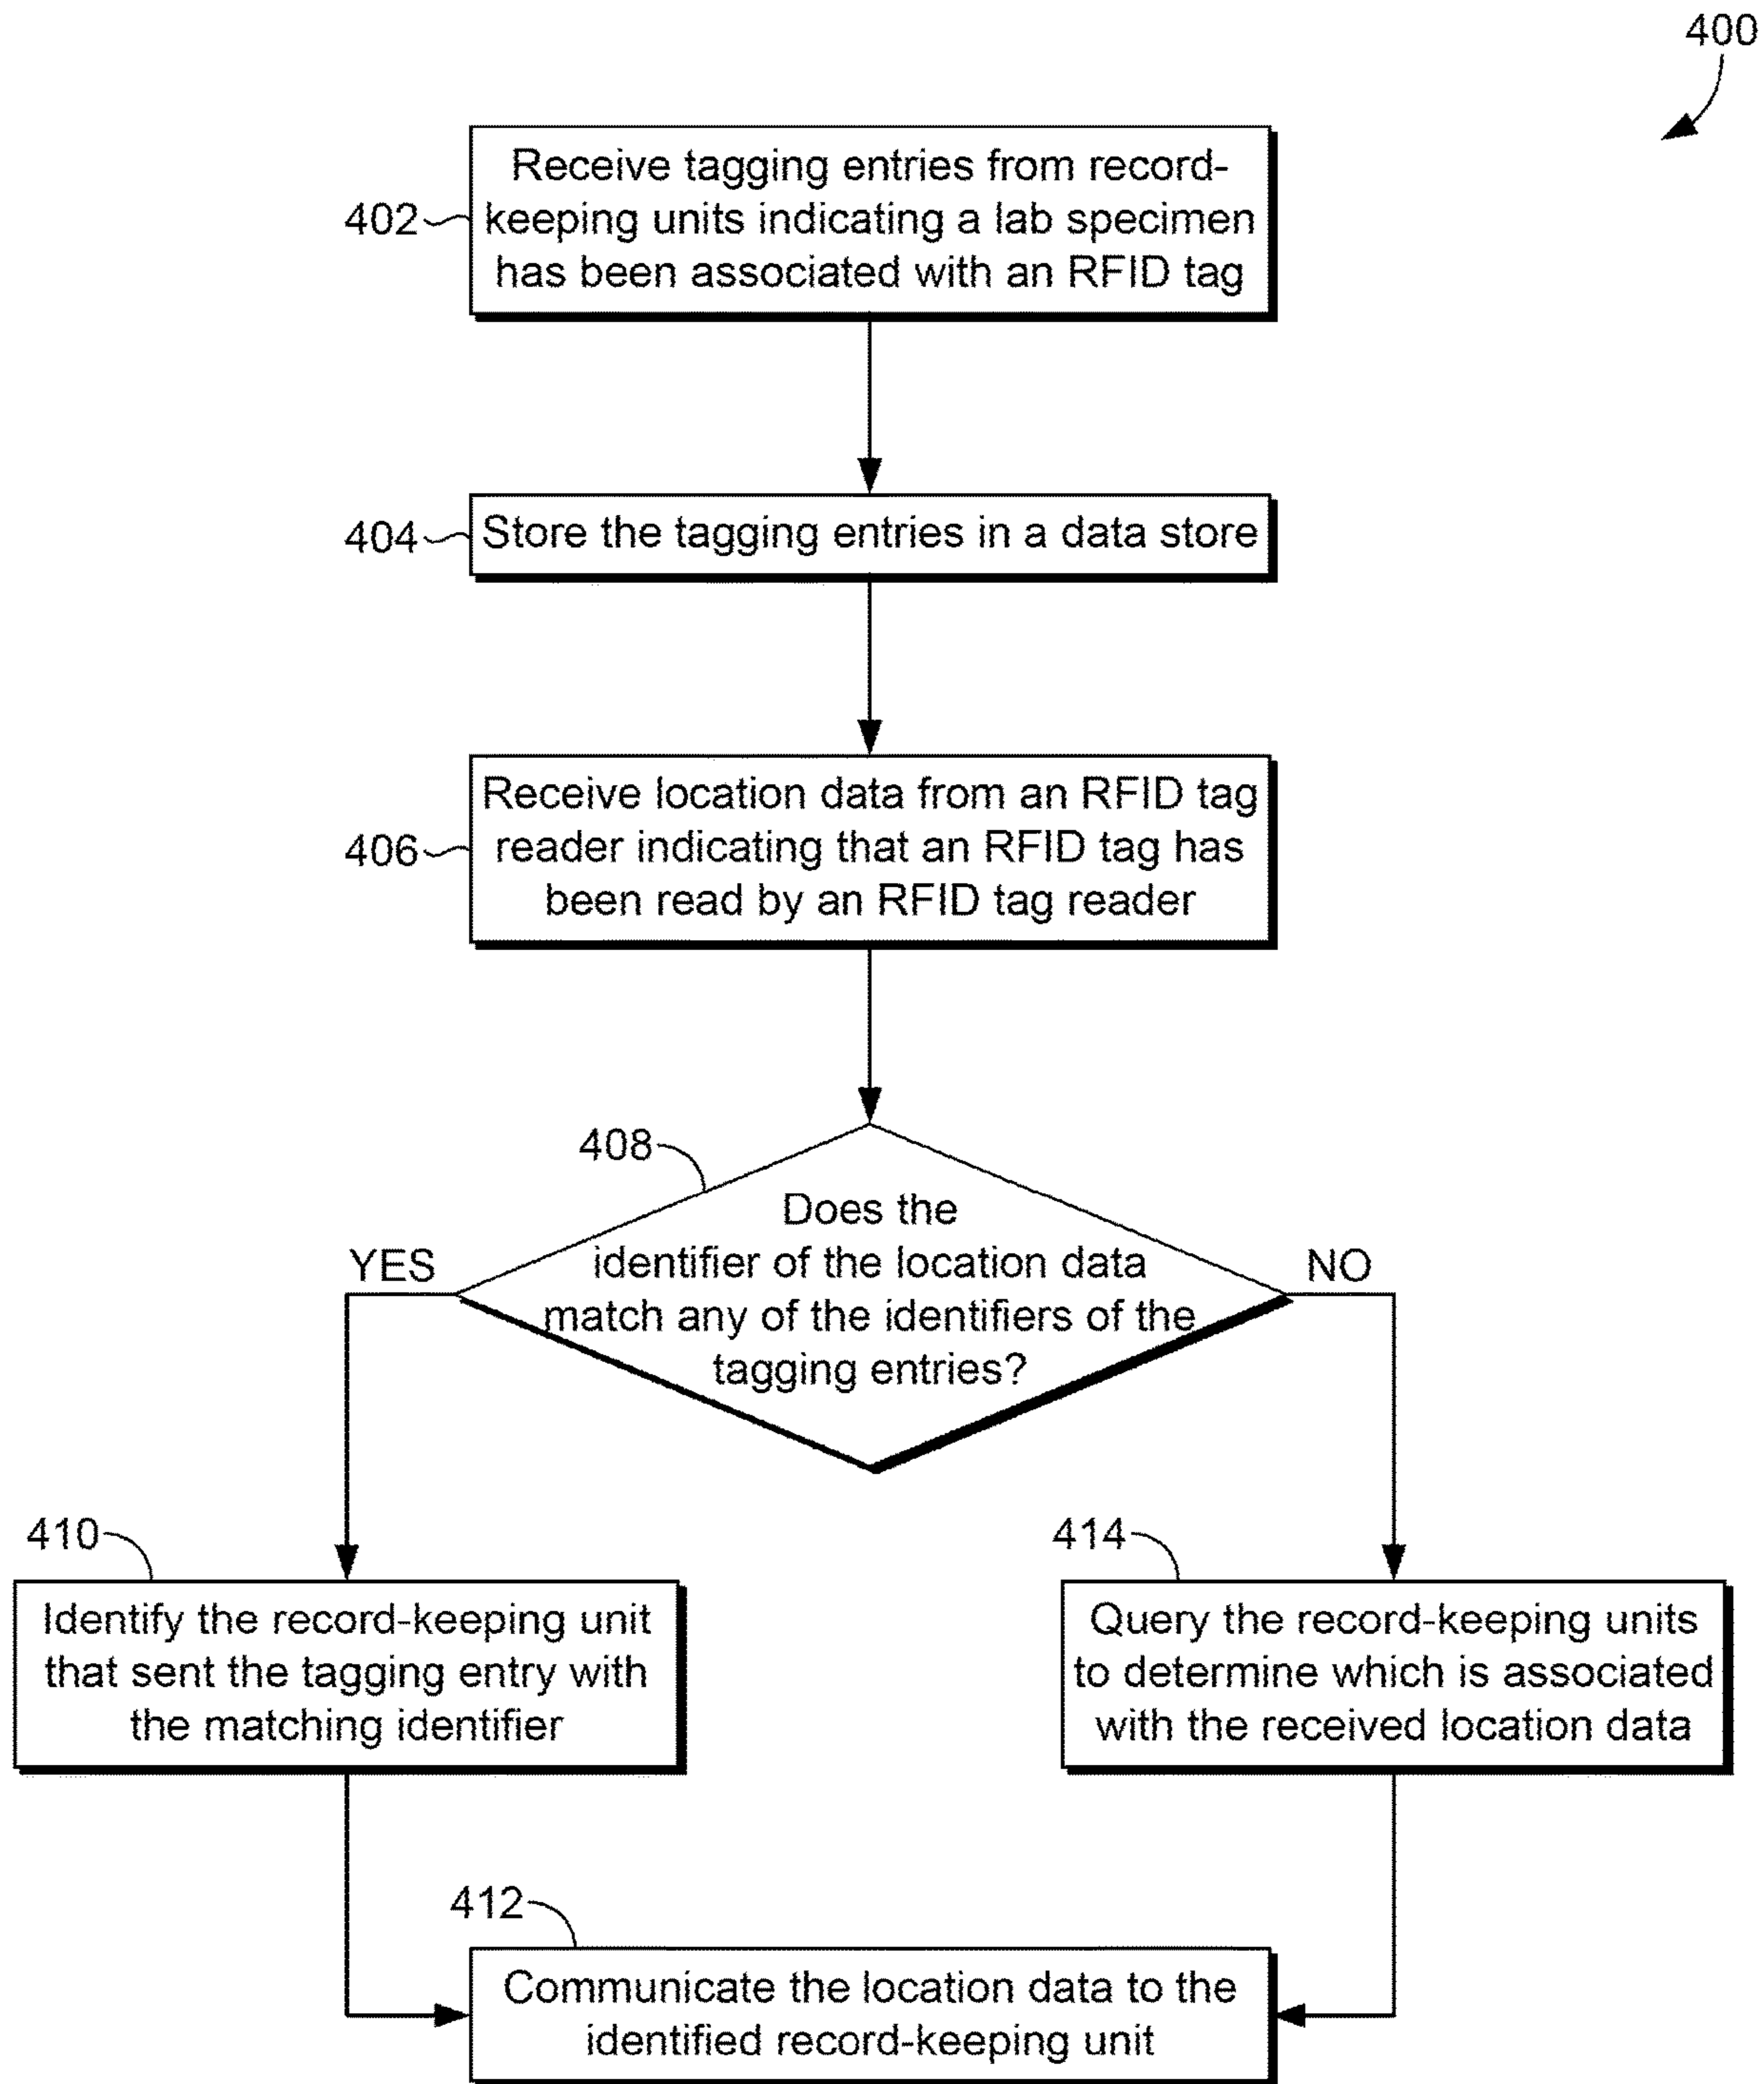 400
Receive tagging entries from record-
keeping units indicating a lab specimen
has been associated with an RFID tag
402
Store the tagging entries in a data store
404
Receive location data from an RFID tag
reader indicating that an RFID tag has
been read by an RFID tag reader
406
408
Does the
identifier of the location data
match any of the identifiers of the
tagging entries?
YES
NO
410
Identify the record-keeping unit
that sent the tagging entry with
the matching identifier
414
Query the record-keeping units
to determine which is associated
with the received location data
412
Communicate the location data to the
identified record-keeping unit